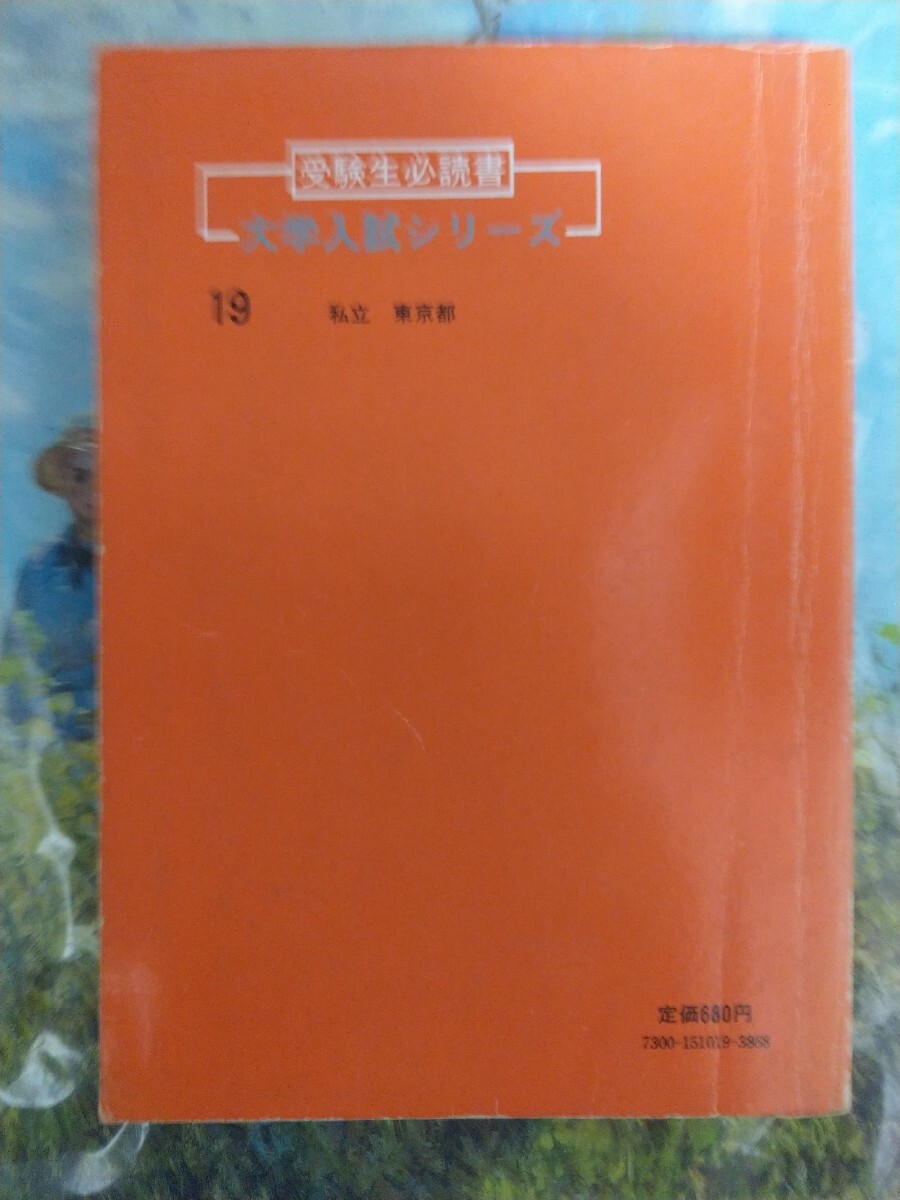 受験生必読書
大学入試シリーズ
19 私立 東京都
定価680円
7300-151019-3868